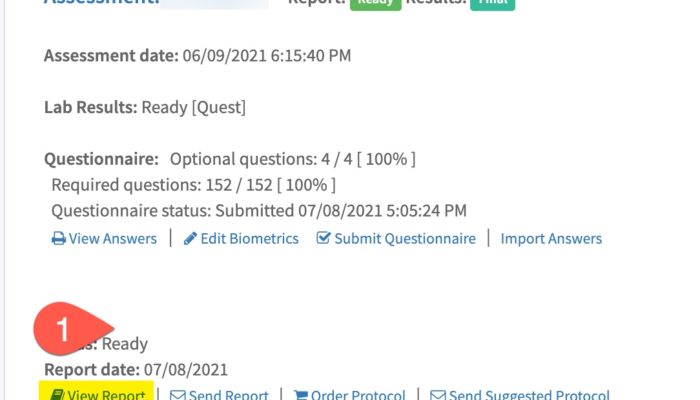 Assessment: Report: Ready Results: Final
Assessment date: 06/09/2021 6:15:40 PM
Lab Results: Ready [Quest]
Questionnaire: Optional questions: 4 / 4 [ 100% ]
Required questions: 152 / 152 [ 100% ]
Questionnaire status: Submitted 07/08/2021 5:05:24 PM
View Answers | Edit Biometrics Submit Questionnaire | Import Answers
1
Ready
Report date: 07/08/2021
View Report | Send Report | Order Protocol | Send Suggested Protocol